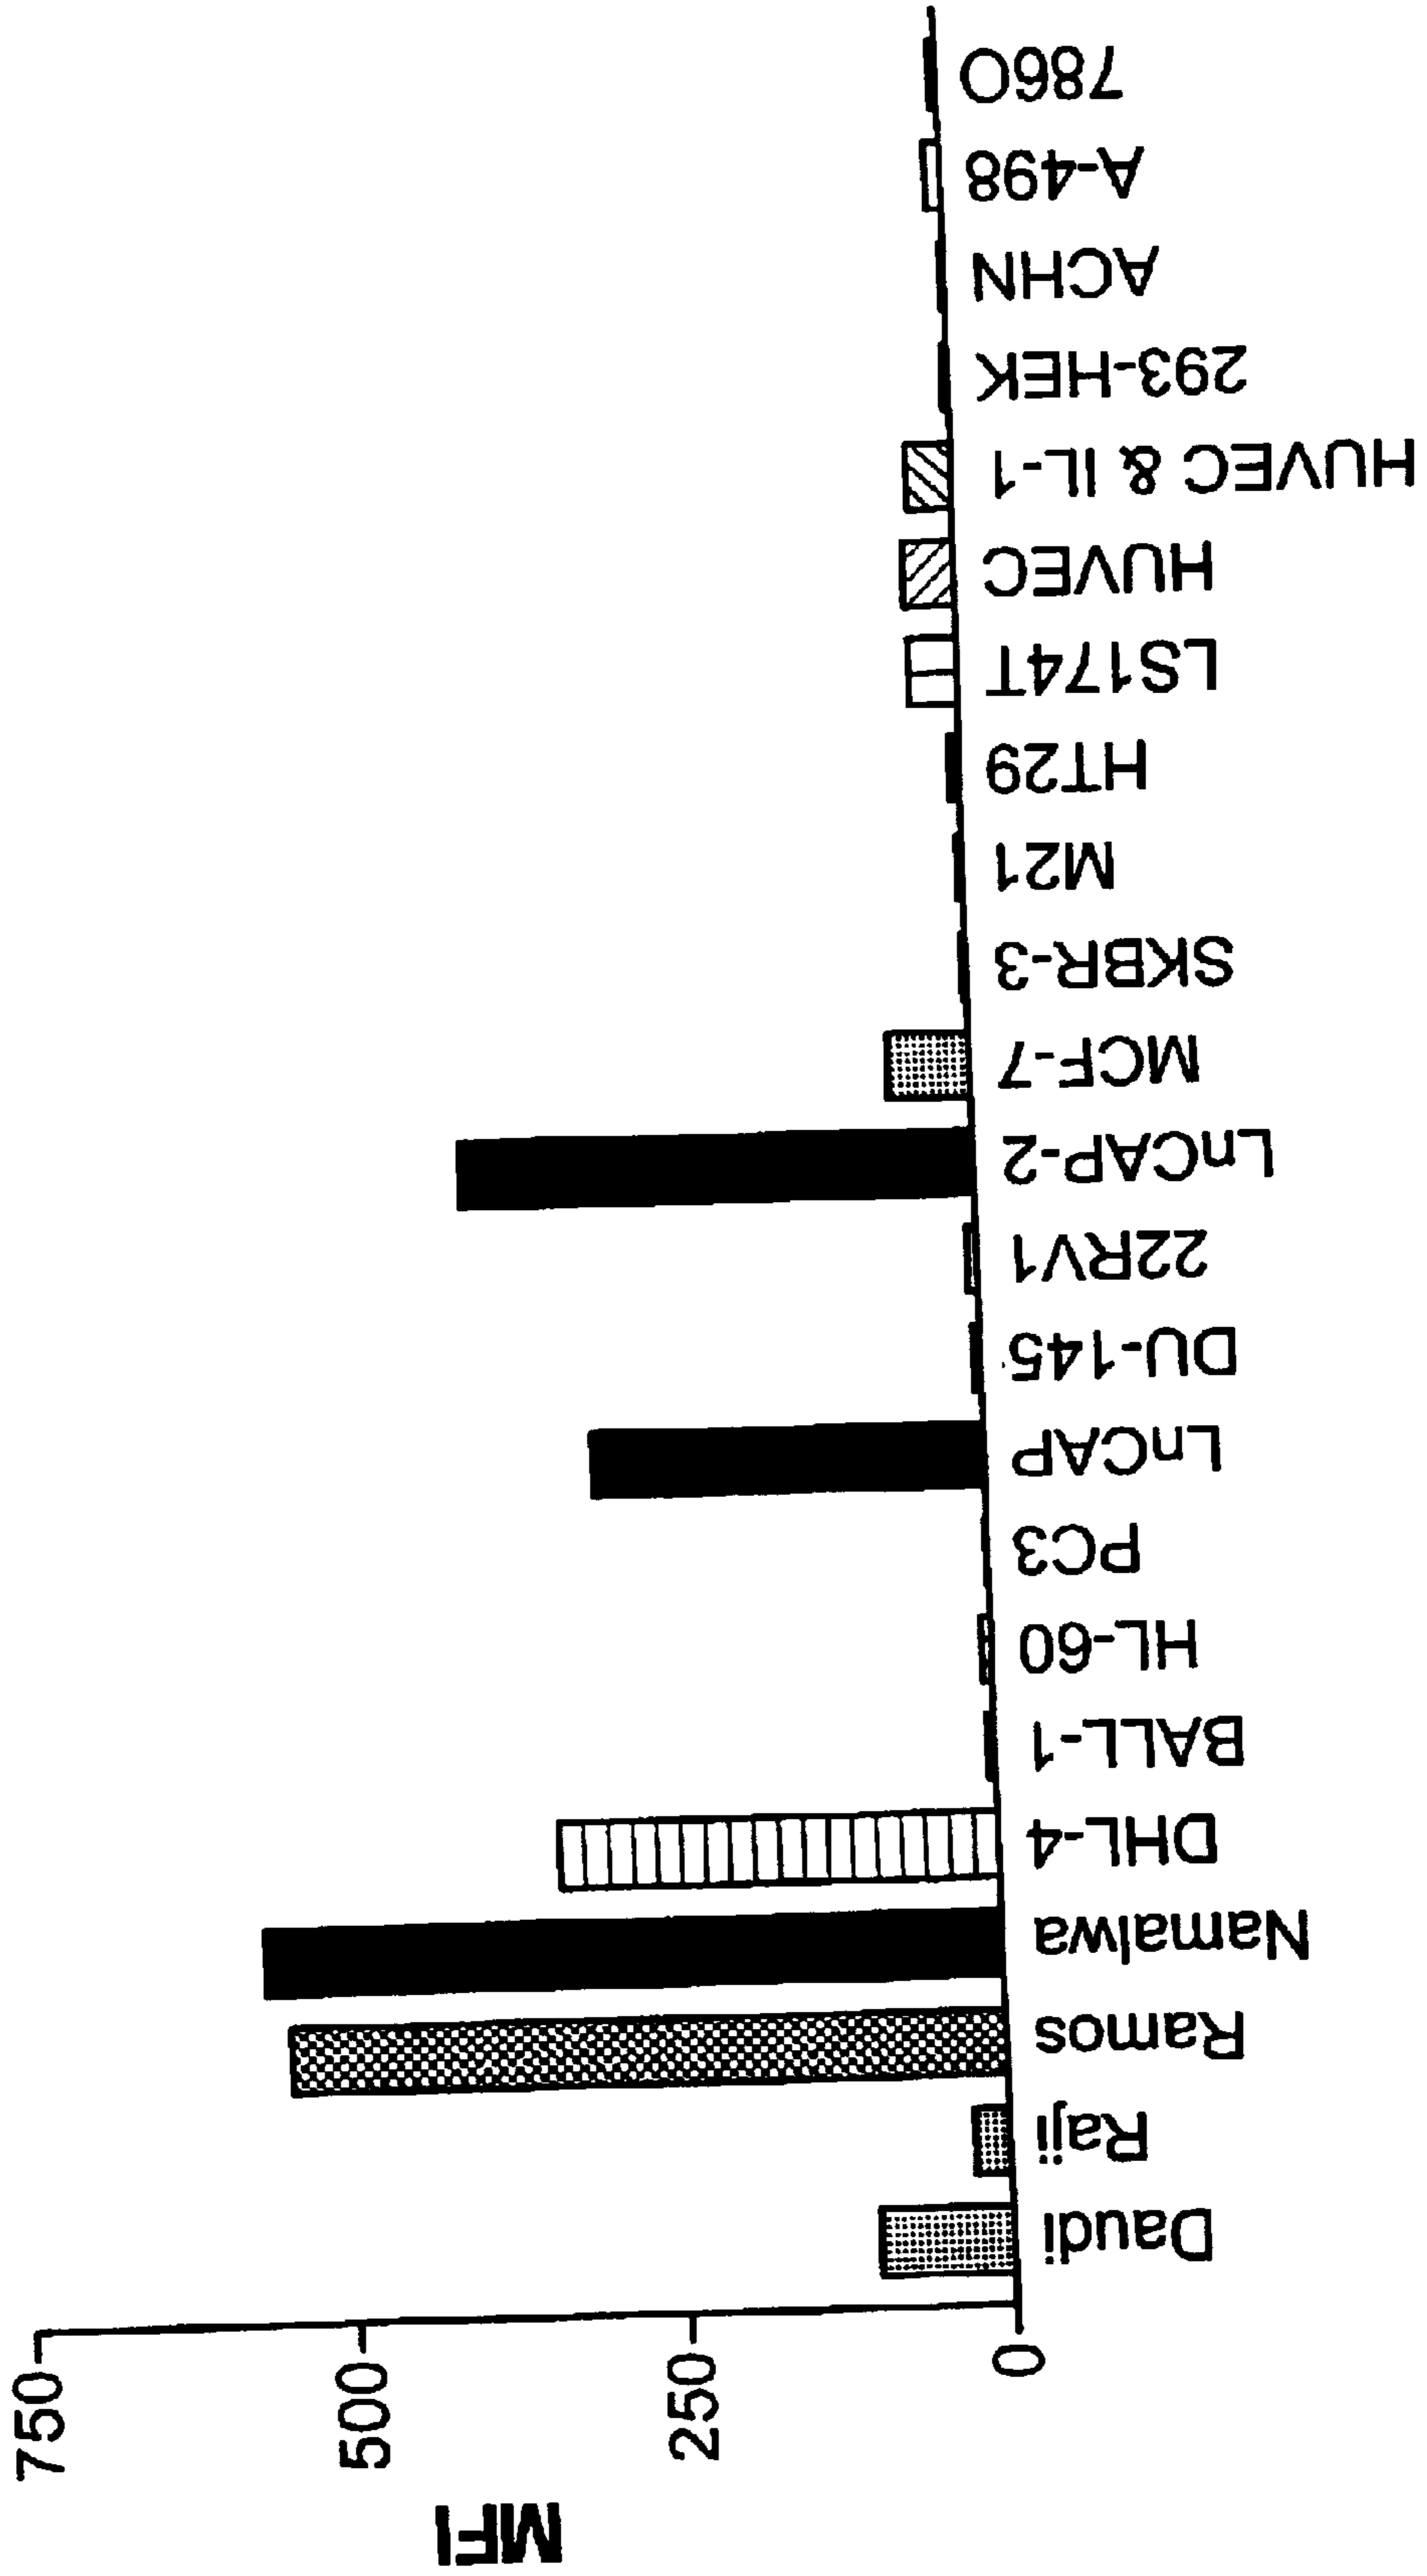 MFI
750
500
250
0
Daudi
Raji
Ramos
Namalwa
DHL-4
BALL-1
HL-60
PC3
LnCAP
DU-145
22RV1
LnCAP-2
MCF-7
SKBR-3
M21
HT29
LS174T
HUVEC
HUVEC & IL-1
293-HEK
ACHN
A-498
786O